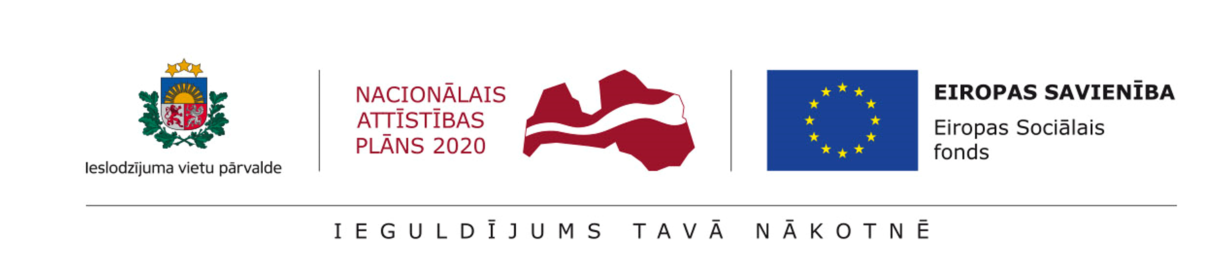 Ieslodzījuma vietu pārvalde
NACIONĀLAIS
ATTĪSTĪBAS
PLĀNS 2020
EIROPAS SAVIENĪBA
Eiropas Sociālais
fonds
IEGULDĪJUMS TAVĀ NĀKOTNĒ